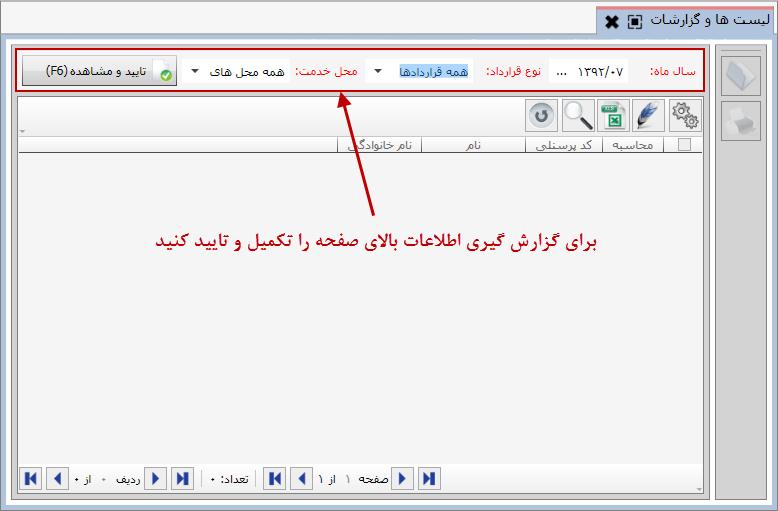 لیست ها و گزارشات
سال ماه: ۱۳۹۲/۰۷ ... نوع قرارداد: همه قراردادها محل خدمت: همه محل های تایید و مشاهده (F6)
محاسبه کد پرسنلی نام نام خانوادگی
برای گزارش گیری اطلاعات بالای صفحه را تکمیل و تایید کنید
صفحه ۱ از ۱ تعداد: ۰ ردیف ۰ از ۰